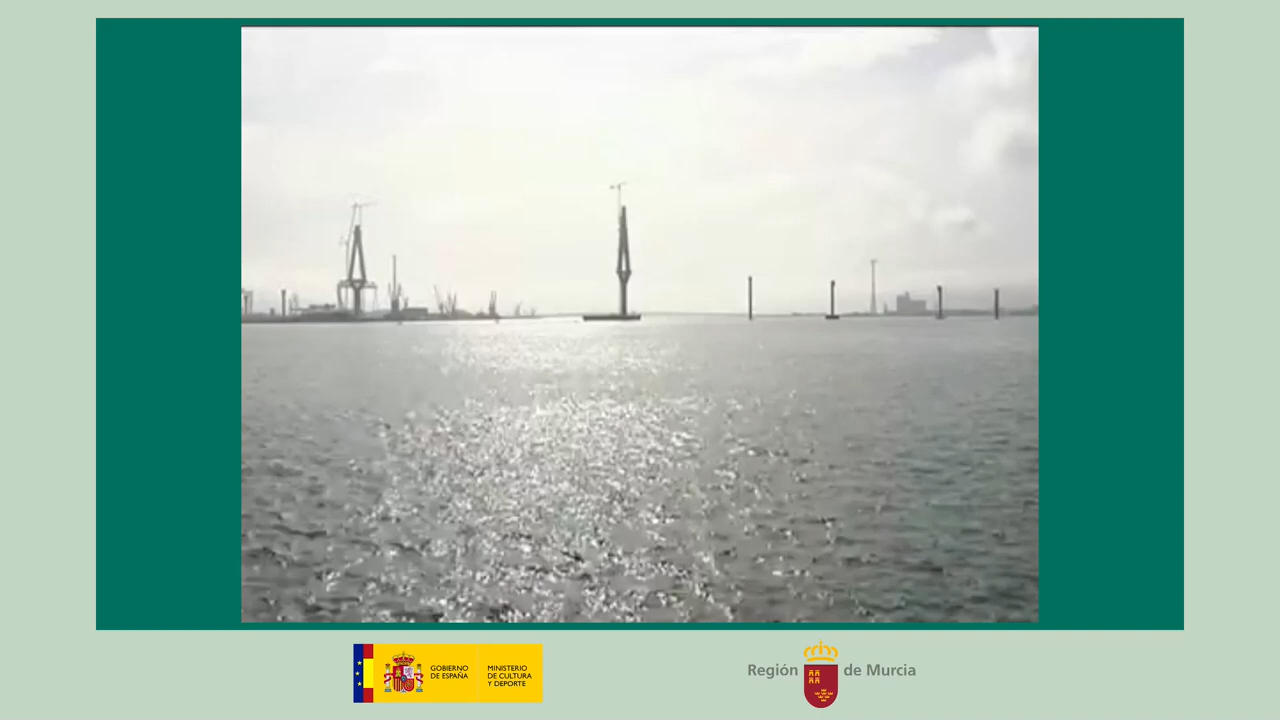 GOBIERNO
DE ESPAÑA
MINISTERIO
DE CULTURA
Y DEPORTE
Región de Murcia